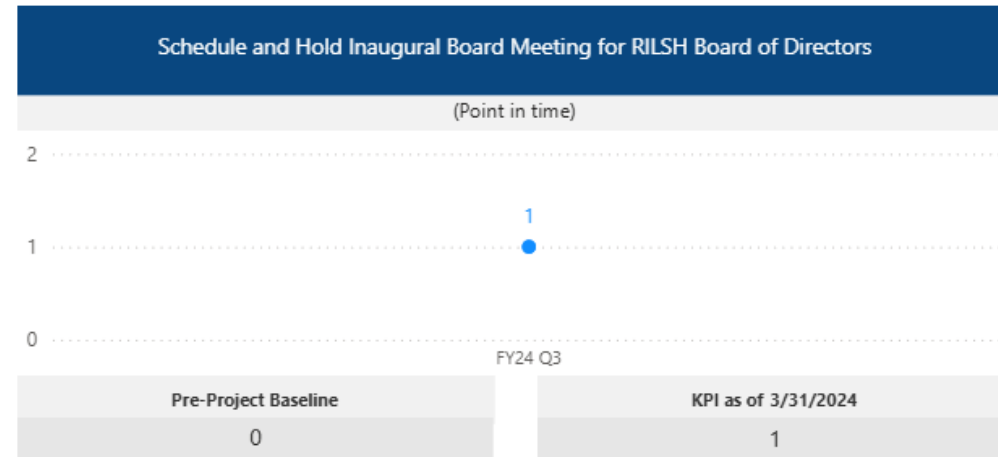 Schedule and Hold Inaugural Board Meeting for RILSH Board of Directors
(Point in time)
2
1
1
0
FY24 Q3
Pre-Project Baseline
KPI as of 3/31/2024
0
1